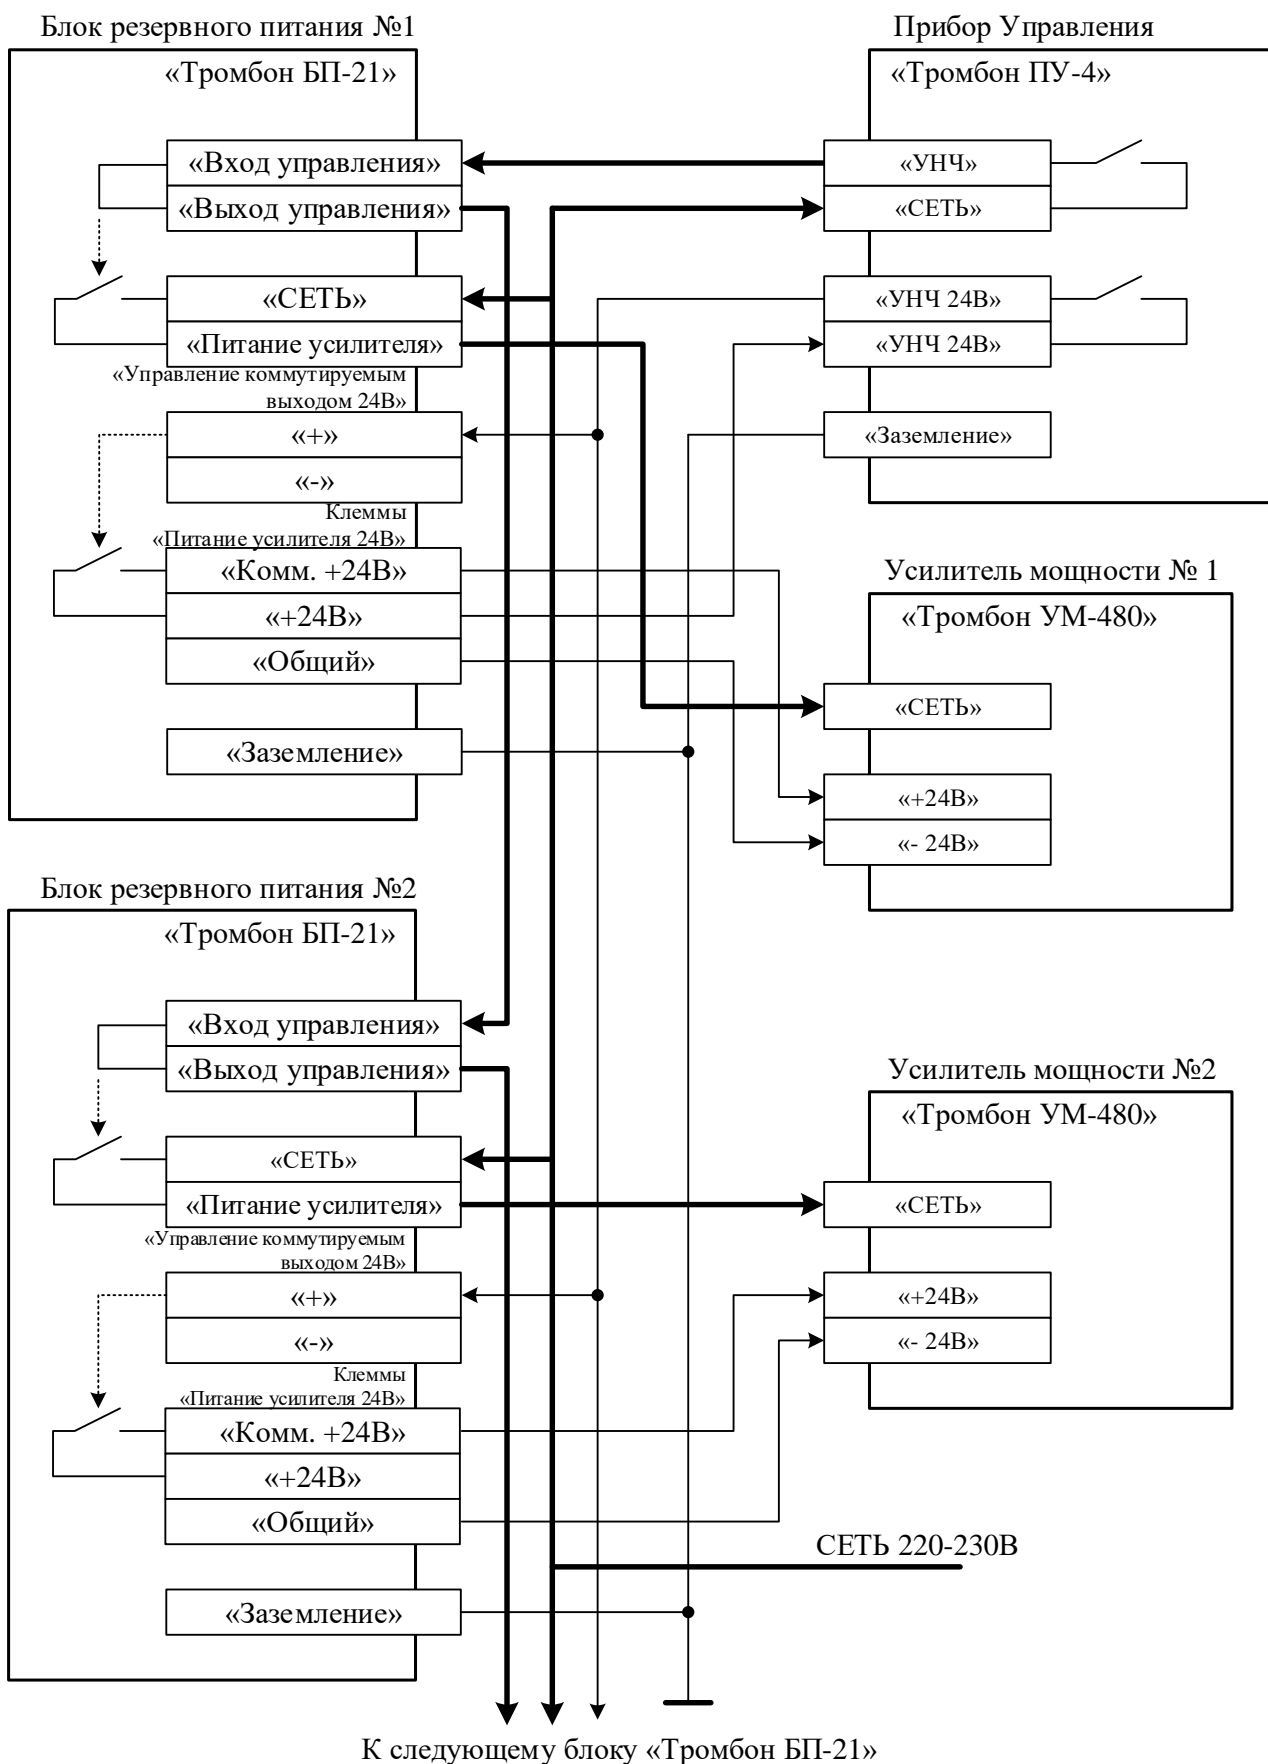 Блок резервного питания №1
«Тромбон БП-21»
«Вход управления»
«Выход управления»
«СЕТЬ»
«Питание усилителя»
«Управление коммутируемым
выходом 24В»
«+»
«-»
Клеммы
«Питание усилителя 24В»
«Комм. +24В»
«+24В»
«Общий»
«Заземление»
Прибор Управления
«Тромбон ПУ-4»
«УНЧ»
«СЕТЬ»
«УНЧ 24В»
«УНЧ 24В»
«Заземление»
Усилитель мощности № 1
«Тромбон УМ-480»
«СЕТЬ»
«+24В»
«- 24В»
Блок резервного питания №2
«Тромбон БП-21»
«Вход управления»
«Выход управления»
«СЕТЬ»
«Питание усилителя»
«Управление коммутируемым
выходом 24В»
«+»
«-»
Клеммы
«Питание усилителя 24В»
«Комм. +24В»
«+24В»
«Общий»
«Заземление»
Усилитель мощности №2
«Тромбон УМ-480»
«СЕТЬ»
«+24В»
«- 24В»
СЕТЬ 220-230В
К следующему блоку «Тромбон БП-21»